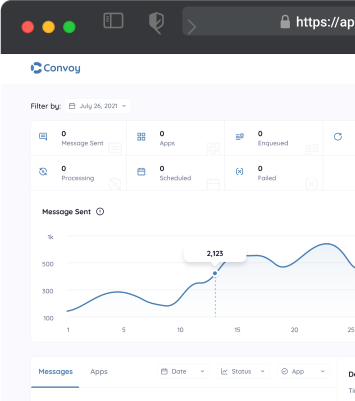 https://ap
Convoy
Filter by: July 26, 2021
0 0 0
Message Sent Apps Enqueued
0 0 0
Processing Scheduled Failed
Message Sent
1k
500
300
100
2,123
1 5 10 15 20 25
Messages Apps Date Status App
De
Tim